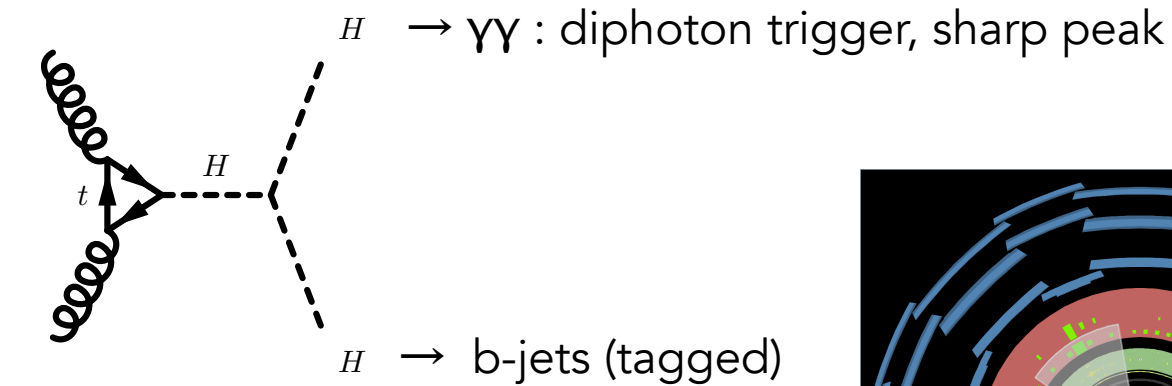 H → γγ : diphoton trigger, sharp peak
H
t
H → b-jets (tagged)